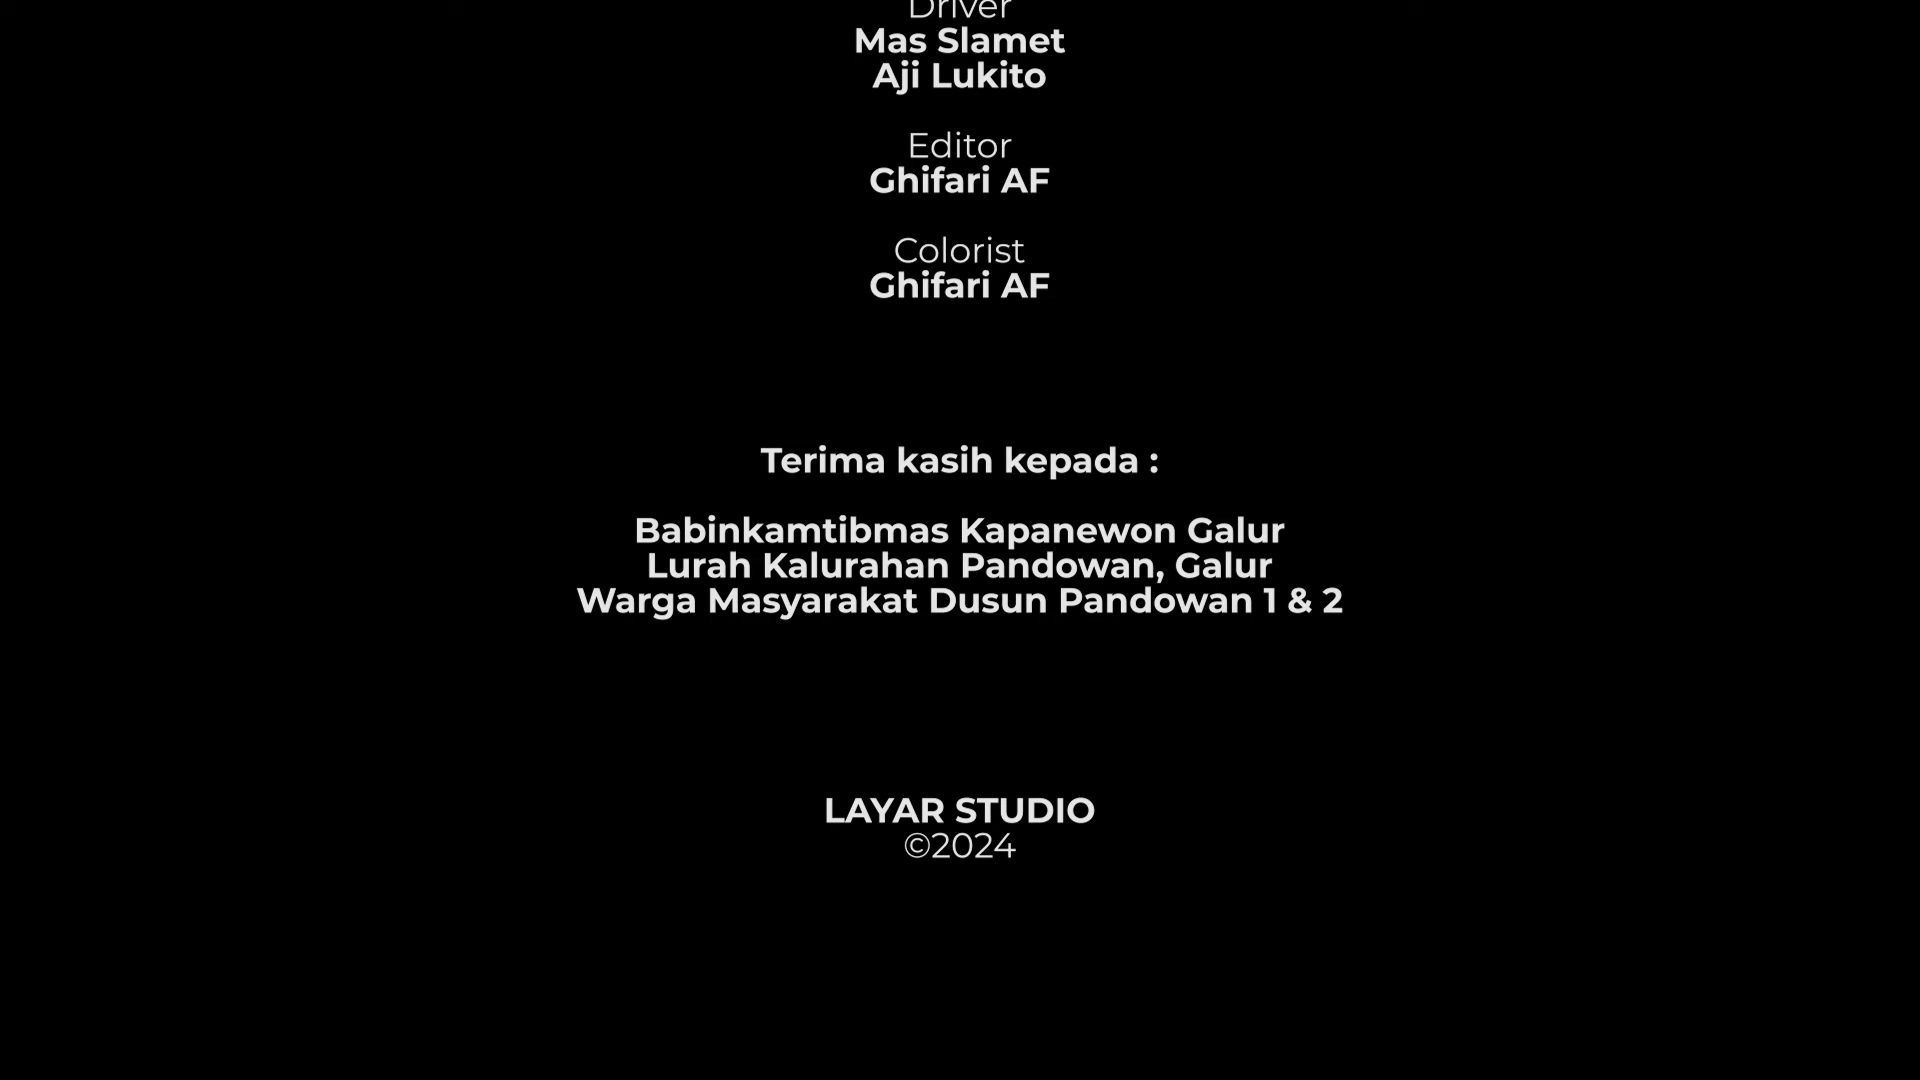 Driver
Mas Slamet
Aji Lukito
Editor
Ghifari AF
Colorist
Ghifari AF
Terima kasih kepada :
Babinkamtibmas Kapanewon Galur
Lurah Kalurahan Pandowan, Galur
Warga Masyarakat Dusun Pandowan 1 & 2
LAYAR STUDIO
©2024